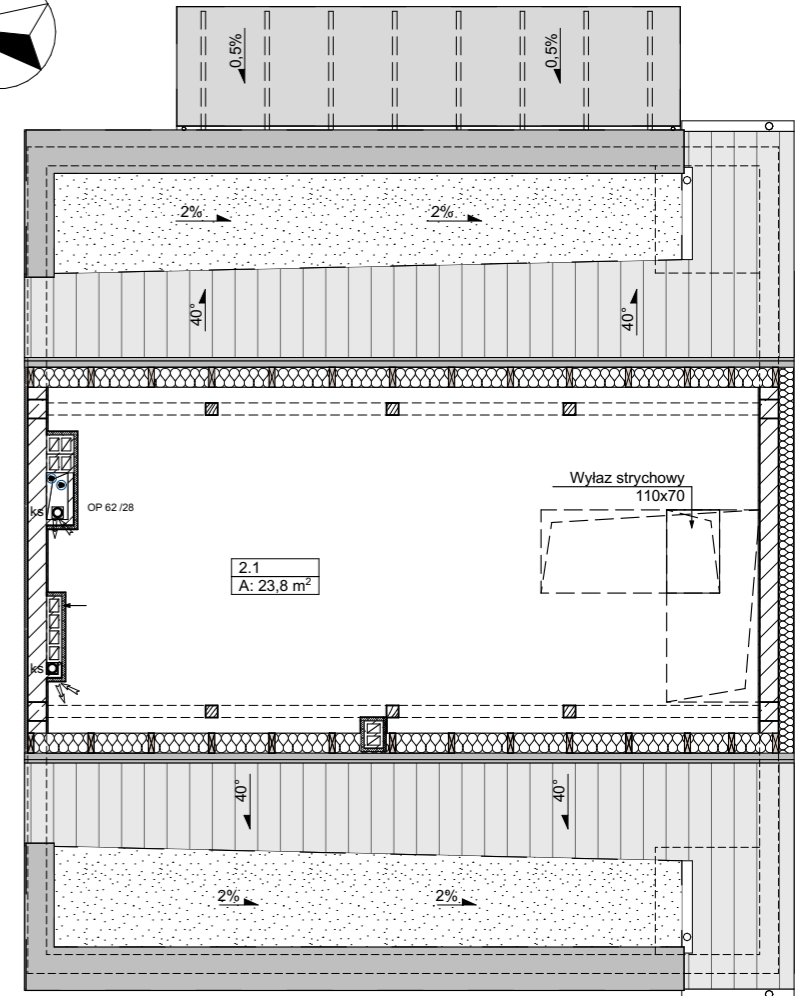 0,5%
0,5%
2%
2%
40°
40°
Wyłaz strychowy
110x70
OP 62 /28
ks
2.1
A: 23,8 m²
ks
40°
40°
2%
2%